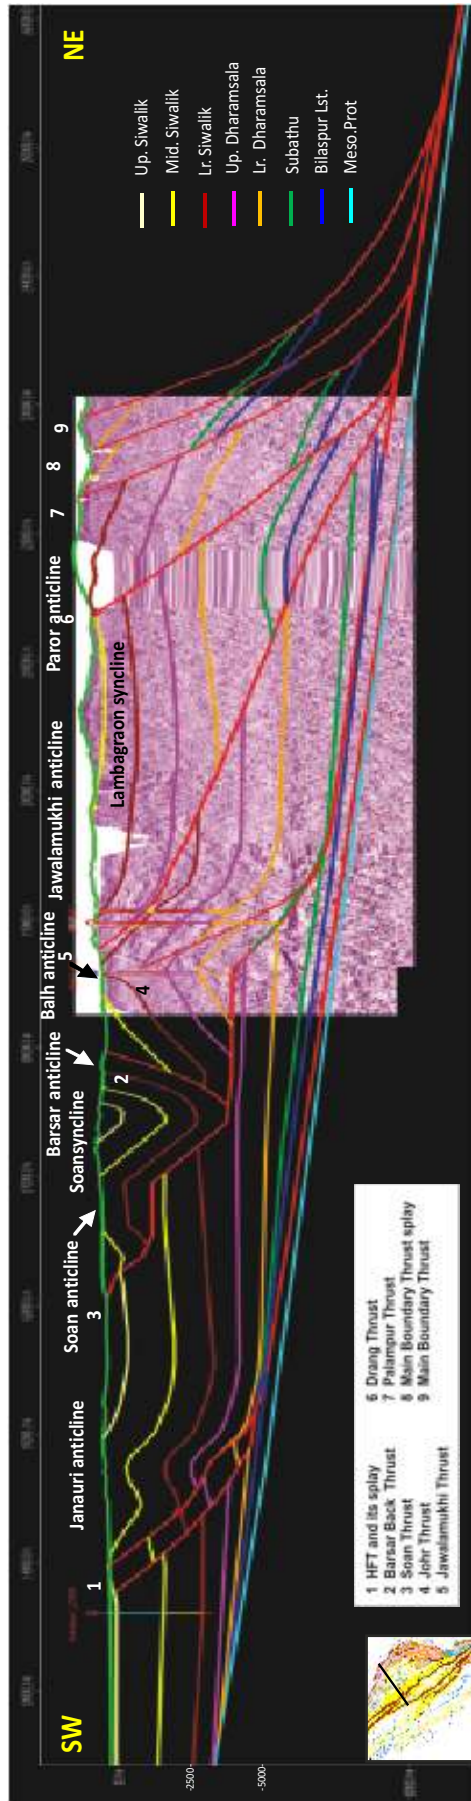 SW
NE
Janauri anticline
Soan anticline
Soansyncline
Barsar anticline
Balh anticline
Jawalamukhi anticline
Paror anticline
Lambagraon syncline
1
3
2
4
5
6
7
8
9
Up. Siwalik
Mid. Siwalik
Lr. Siwalik
Up. Dharamsala
Lr. Dharamsala
Subathu
Bilaspur Lst.
Meso.Prot
-2500
-5000
1 HFT and its splay
2 Barsar Back Thrust
3 Soan Thrust
4 Johr Thrust
5 Jawalamukhi Thrust
6 Drang Thrust
7 Palampur Thrust
8 Main Boundary Thrust splay
9 Main Boundary Thrust